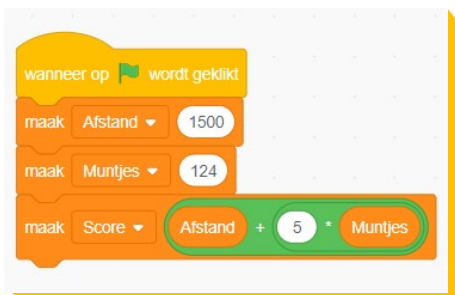 wanneer op wordt geklikt
maak Afstand 1500
maak Muntjes 124
maak Score Afstand + 5 * Muntjes